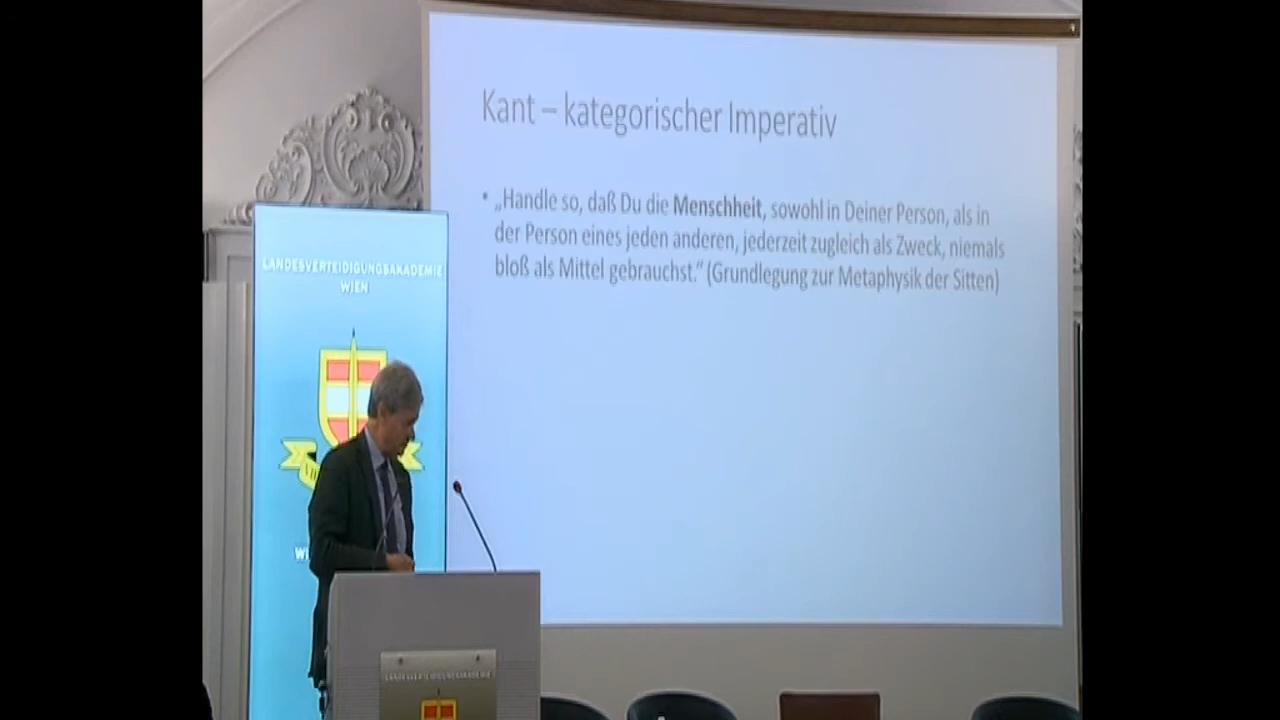 Kant – kategorischer Imperativ
• „Handle so, daß Du die Menschheit, sowohl in Deiner Person, als in
der Person eines jeden anderen, jederzeit zugleich als Zweck, niemals
bloß als Mittel gebrauchst.“ (Grundlegung zur Metaphysik der Sitten)
LANDESVERTEIDIGUNGSAKADEMIE
WIEN
LANDESVERTEIDIGUNGSAKADEMIE